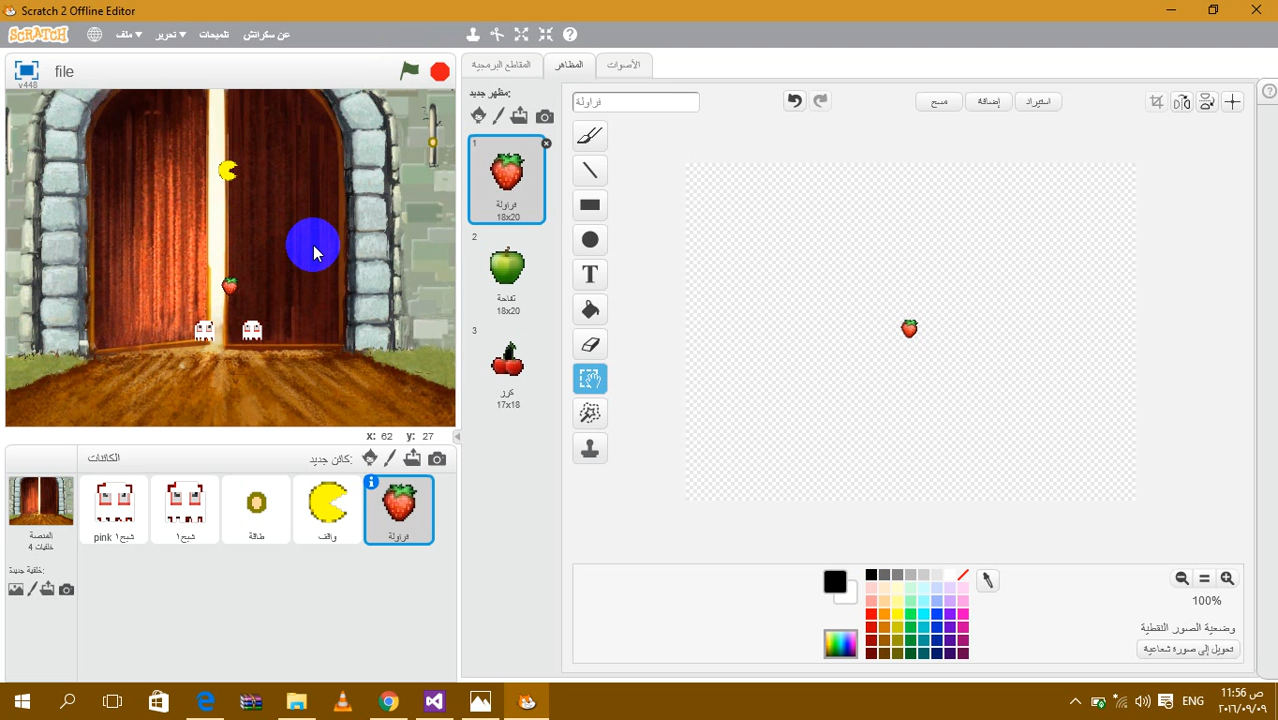 Scratch 2 Offline Editor
SCRATCH
ملف
تحرير
تلميحات
عن سكراتش
v448
file
المقاطع البرمجية
المظاهر
الأصوات
مظهر جديد:
فراولة
مسح
إضافة
استيراد
1
فراولة
18x20
2
تفاحة
18x20
3
كرز
17x18
T
x: 62 y: 27
الكائنات
كائن جديد:
المنصة
4 خلفيات
خلفية جديدة:
شبح١ pink
شبح١
طاقة
واقف
فراولة
100%
وضعية الصور النقطية
تحويل إلى صورة شعاعية
ENG
11:56 ص
٢٠١٦/٠٩/٠٩